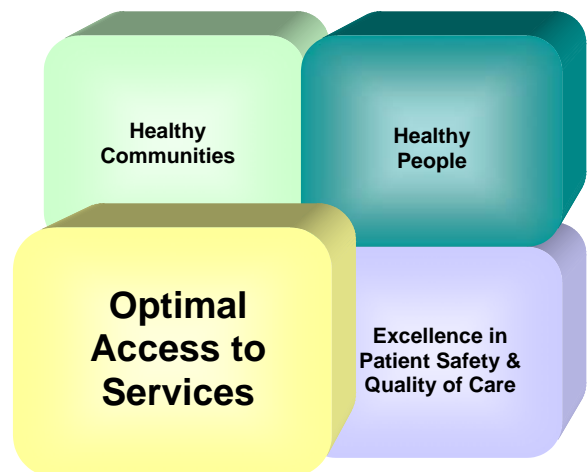 Healthy
Communities
Healthy
People
Optimal
Access to
Services
Excellence in
Patient Safety &
Quality of Care